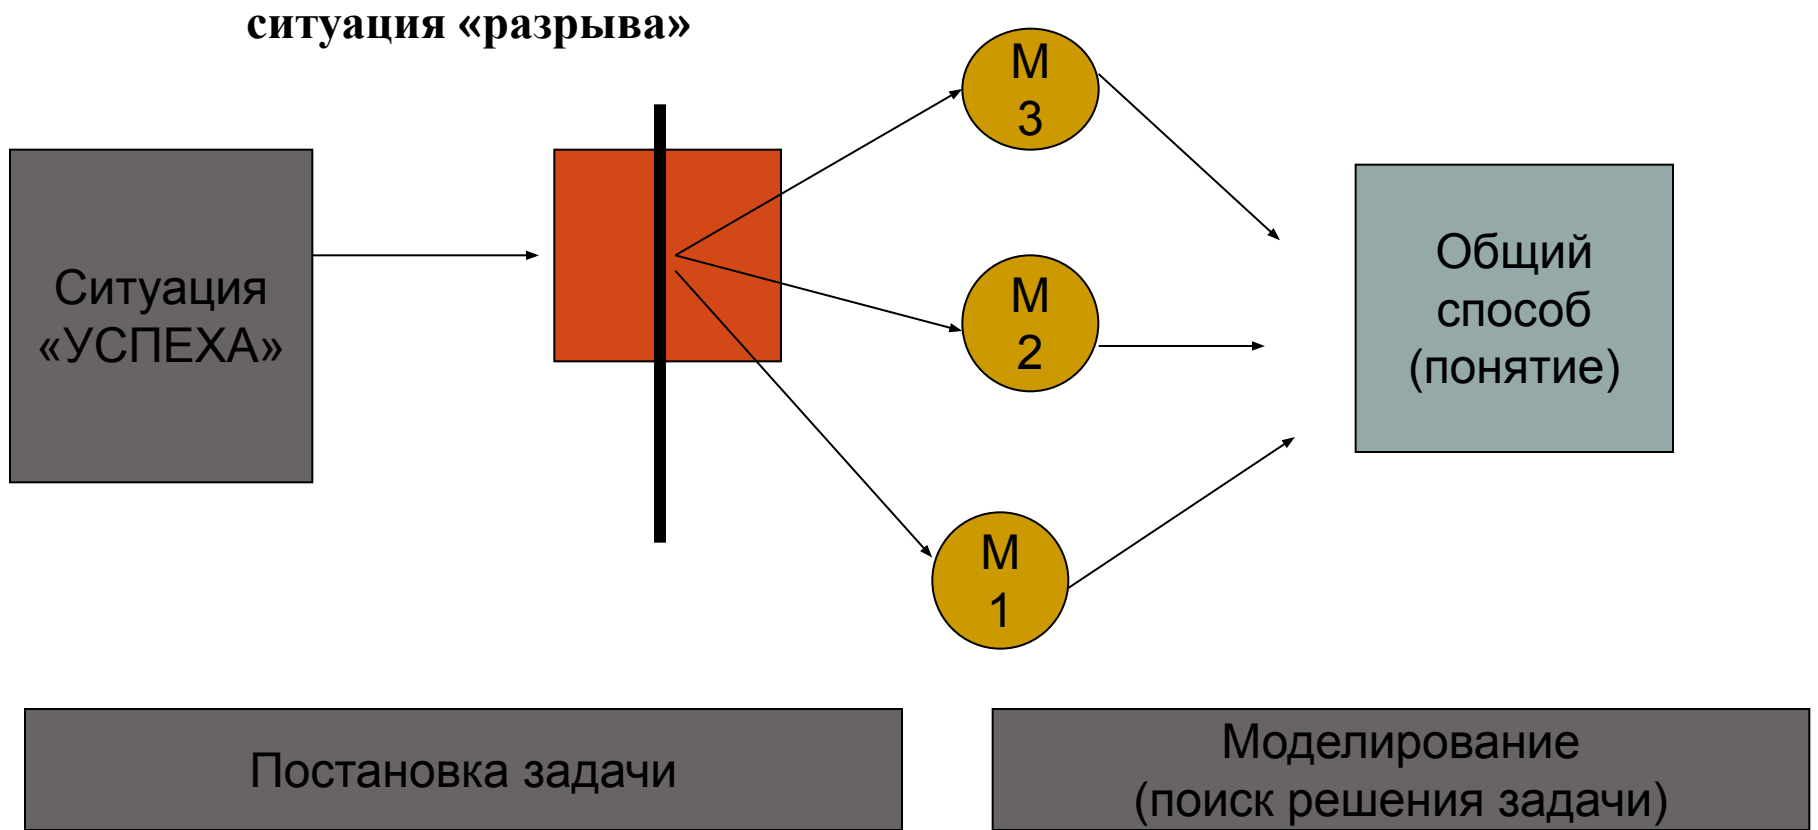 ситуация «разрыва»
М
3
Ситуация
«УСПЕХА»
М
2
Общий
способ
(понятие)
М
1
Постановка задачи
Моделирование
(поиск решения задачи)